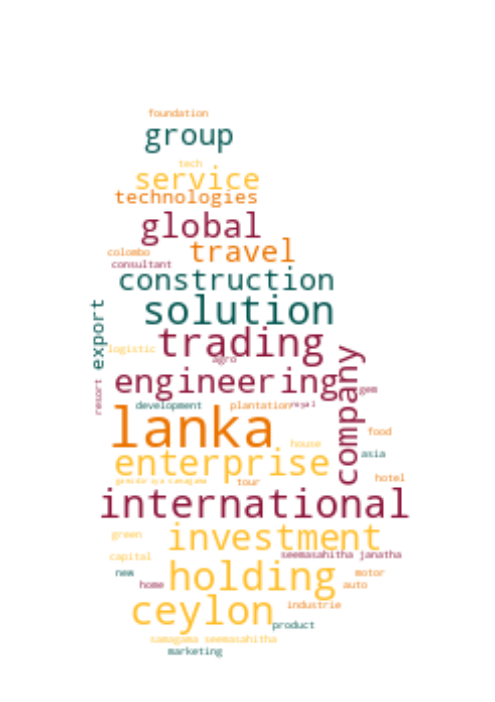 foundation
group
tech
service
technologies
global
travel
colombo
consultant
construction
solution
export
trading
logistic
agro
company
engineering
resort
gem
development
plantation
royal
lanka
food
house
enterprise
asia
tour
hotel
international
investment
green
seemasahitha janatha
capital
holding
new
motor
home
auto
ceylon
industrie
product
samagama seemasahitha
marketing